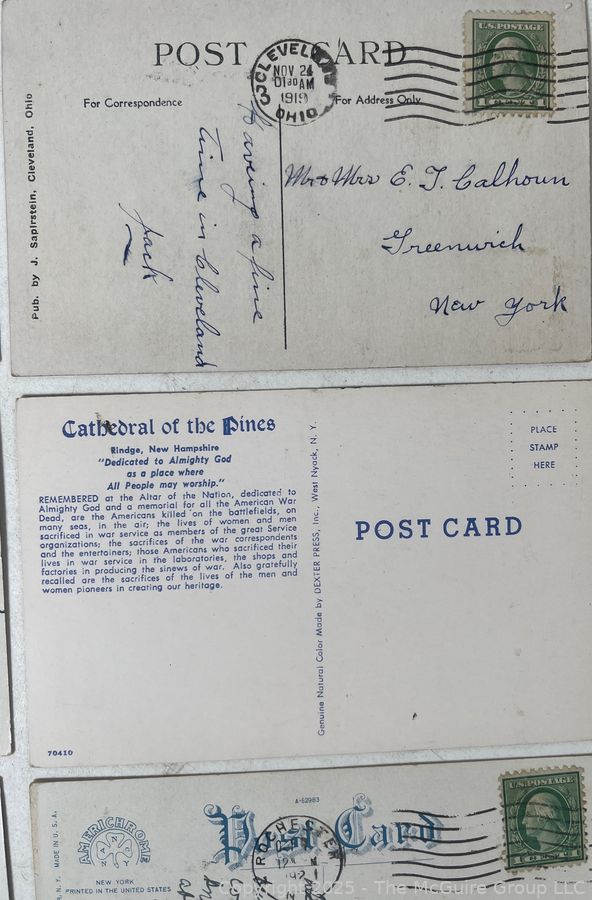 POST CARD
U.S. POSTAGE
CLEVELAND
NOV 24
01 30 AM
1919
3
OHIO
For Correspondence
For Address Only
Pub. by J. Sapirstein, Cleveland, Ohio
Haveing a fine
time in Cleveland
Jack
Mr & Mrs E. J. Calhoun
Greenwich
New York
Cathedral of the Pines
Rindge, New Hampshire
"Dedicated to Almighty God
as a place where
All People may worship."
REMEMBERED at the Altar of the Nation, dedicated to
Almighty God and a memorial for all the American War
Dead, are the Americans killed on the battlefields, on
many seas, in the air; the lives of women and men
sacrificed in war service as members of the great Service
organizations; the sacrifices of the war correspondents
and the entertainers; those Americans who sacrificed their
lives in war service in the laboratories, the shops and
factories in producing the sinews of war. Also gratefully
recalled are the sacrifices of the lives of the men and
women pioneers in creating our heritage.
70410
Genuine Natural Color Made by DEXTER PRESS, Inc., West Nyack, N. Y.
PLACE
STAMP
HERE
POST CARD
A-62983
Post Card
U.S. POSTAGE
ROCHESTER
N. Y. MADE IN U. S. A.
AMERICHROME
NEW YORK
PRINTED IN THE UNITED STATES
Copyright 2025 - The McGuire Group LLC